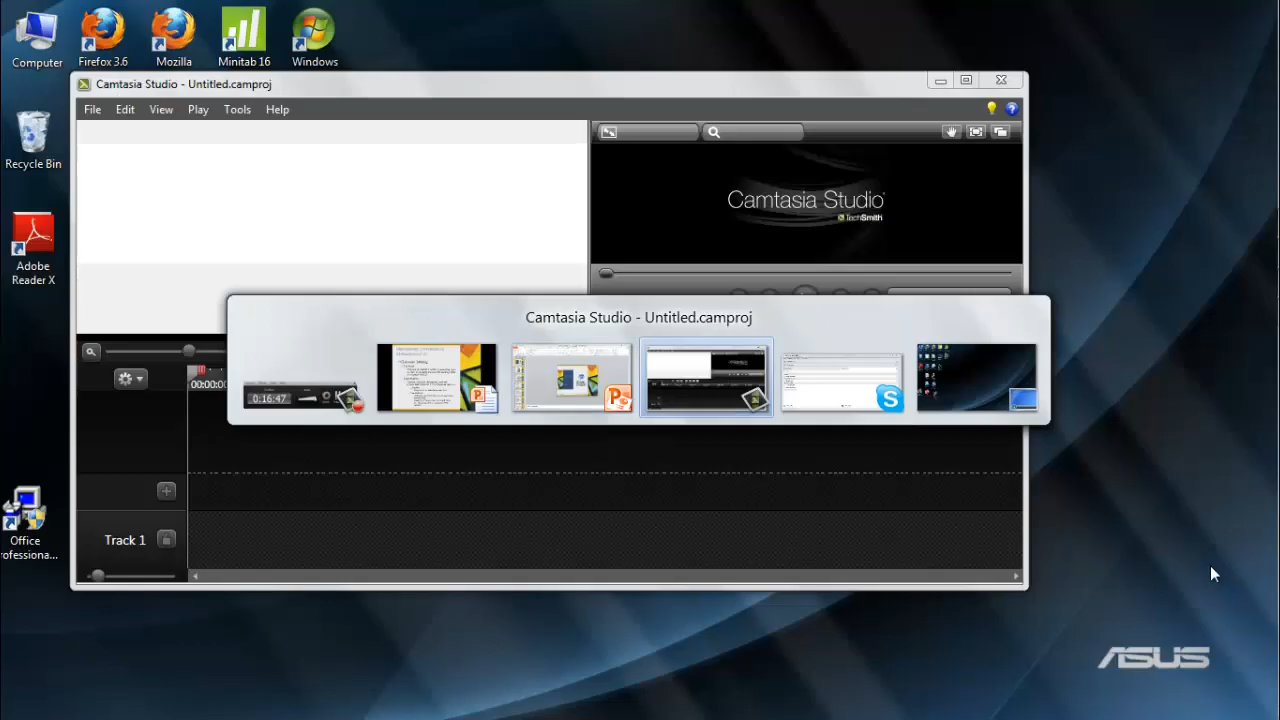 Computer
Firefox 3.6
Mozilla
Minitab 16
Windows
Recycle Bin
Adobe
Reader X
Office
rofessiona...
Camtasia Studio - Untitled.camproj
File Edit View Play Tools Help
Camtasia Studio
TechSmith
Camtasia Studio - Untitled.camproj
0:16:47
00:00:0
Track 1
ASUS